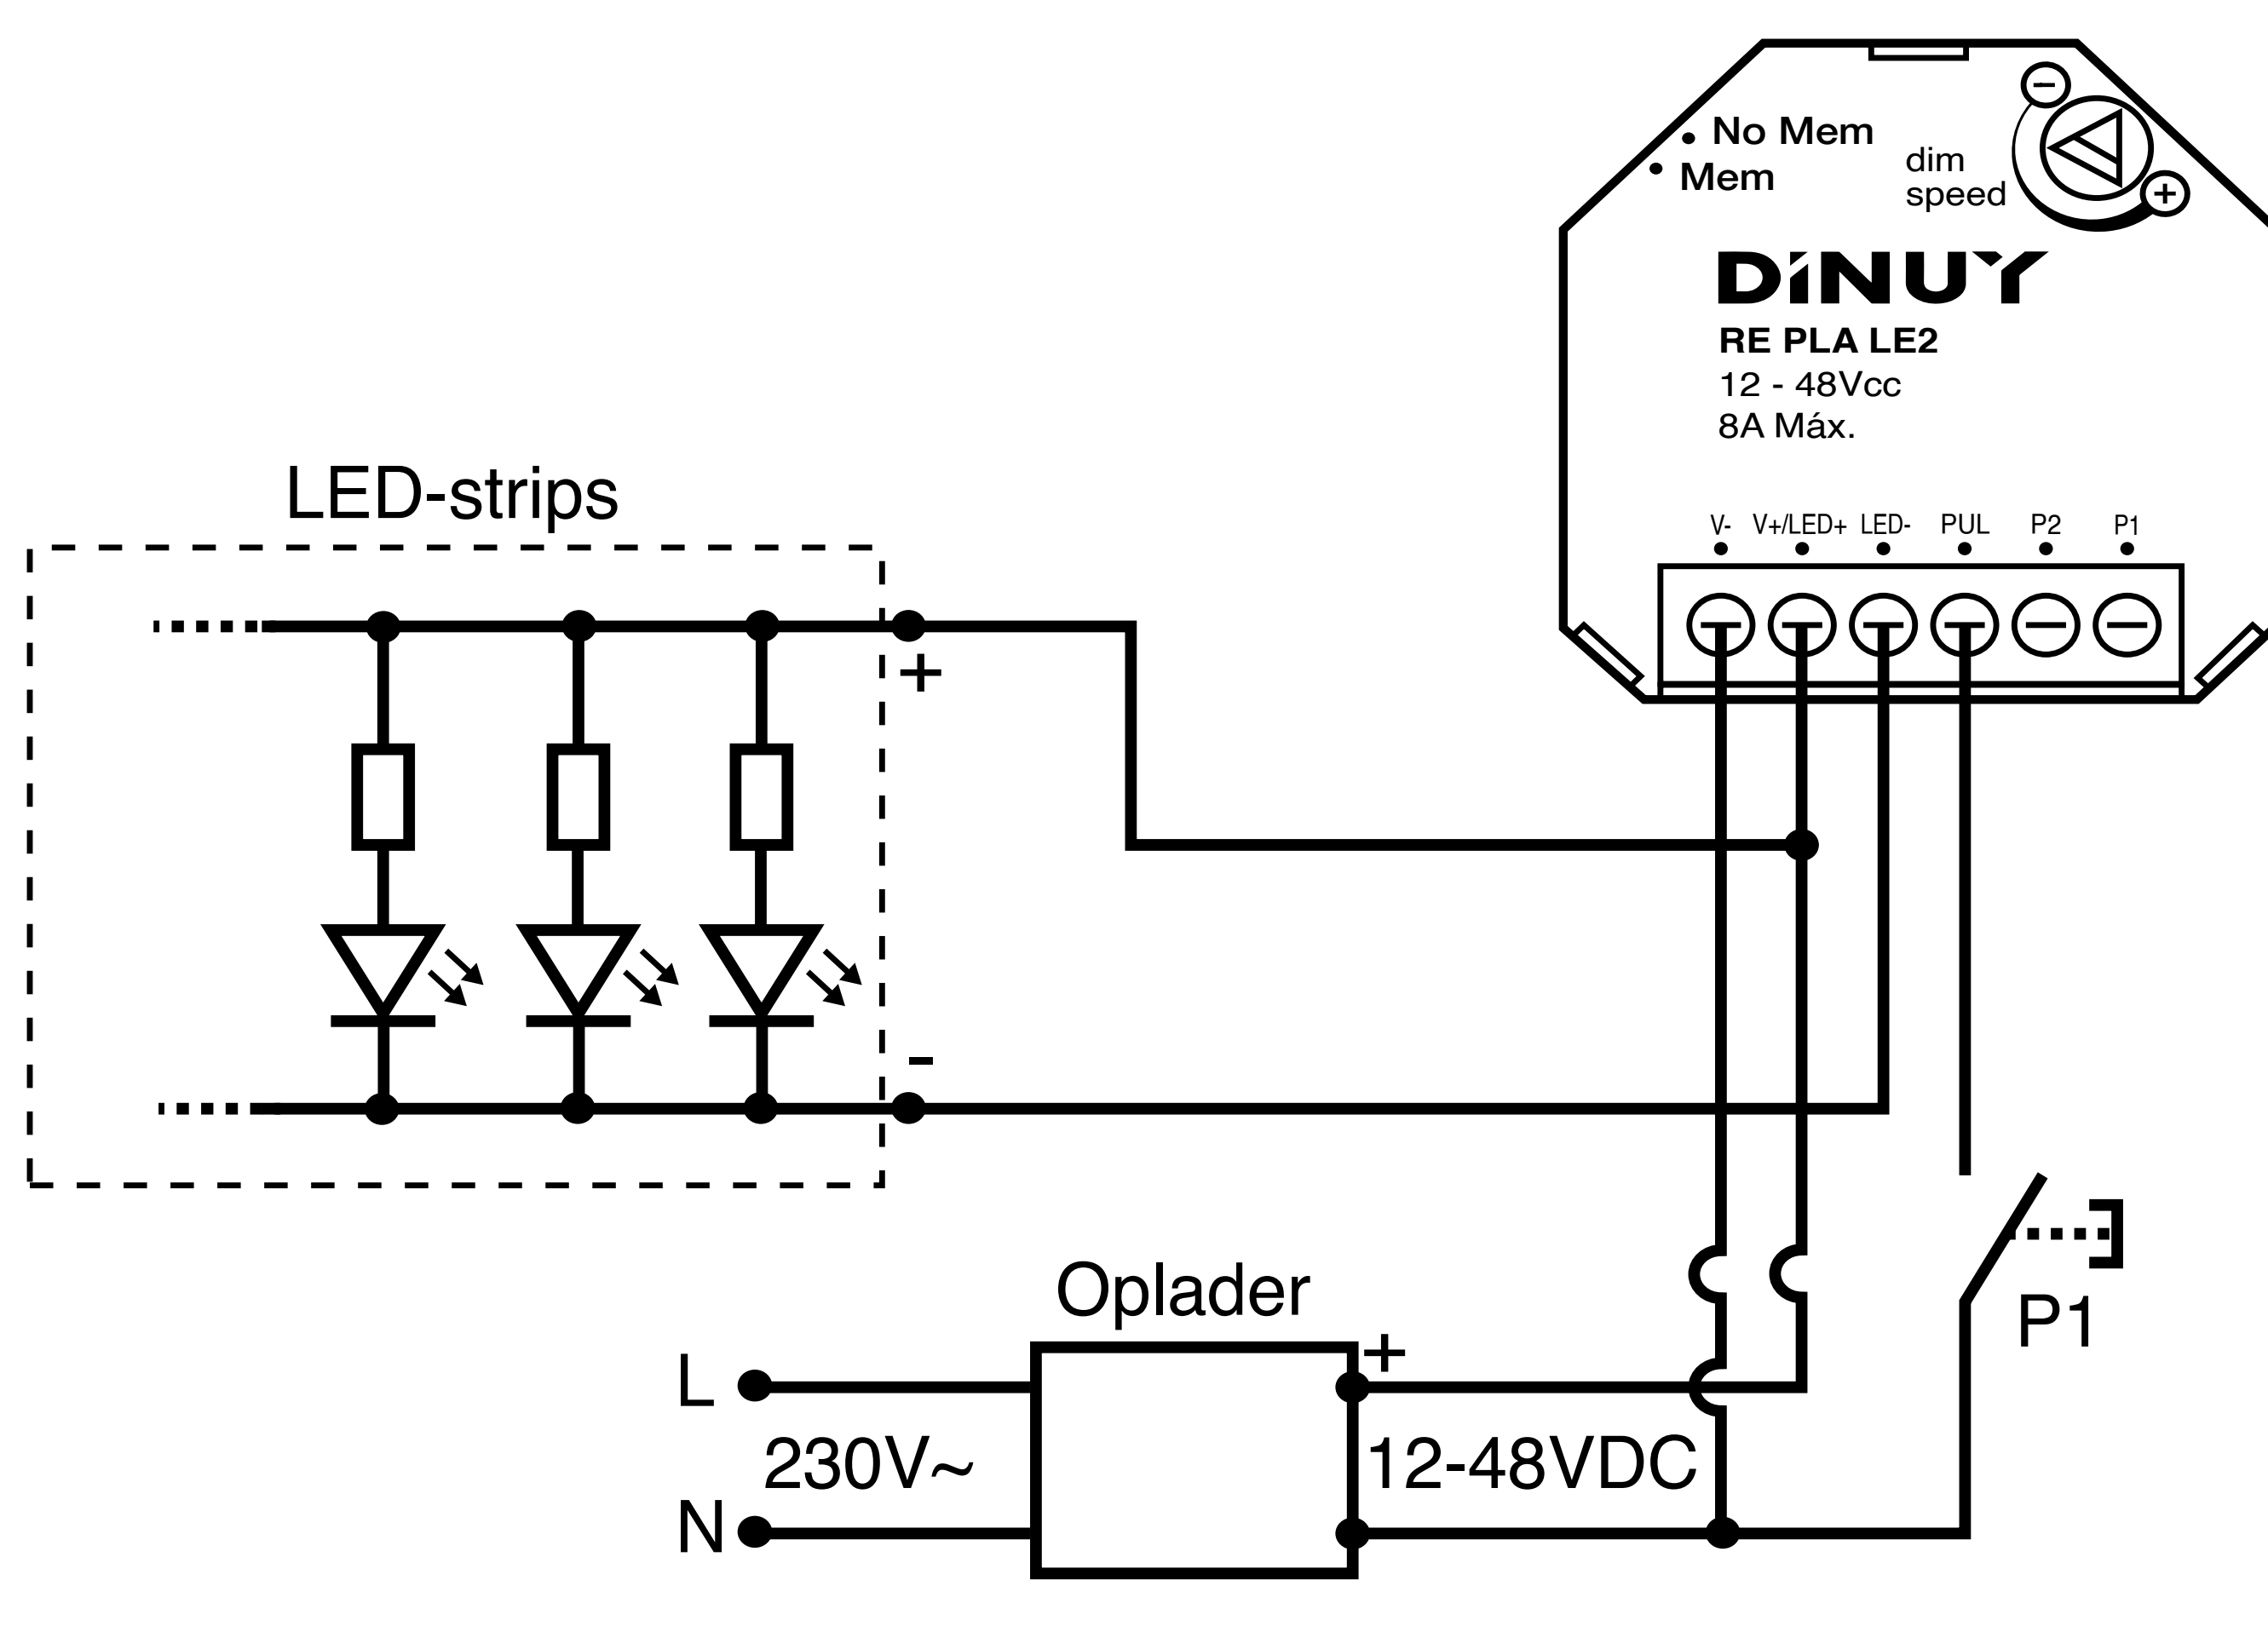 No Mem
Mem
dim
speed
DiNUY
RE PLA LE2
12 - 48Vcc
8A Máx.
V- V+/LED+ LED- PUL P2 P1
LED-strips
+
-
Oplader
P1
L
+
230V~
12-48VDC
N